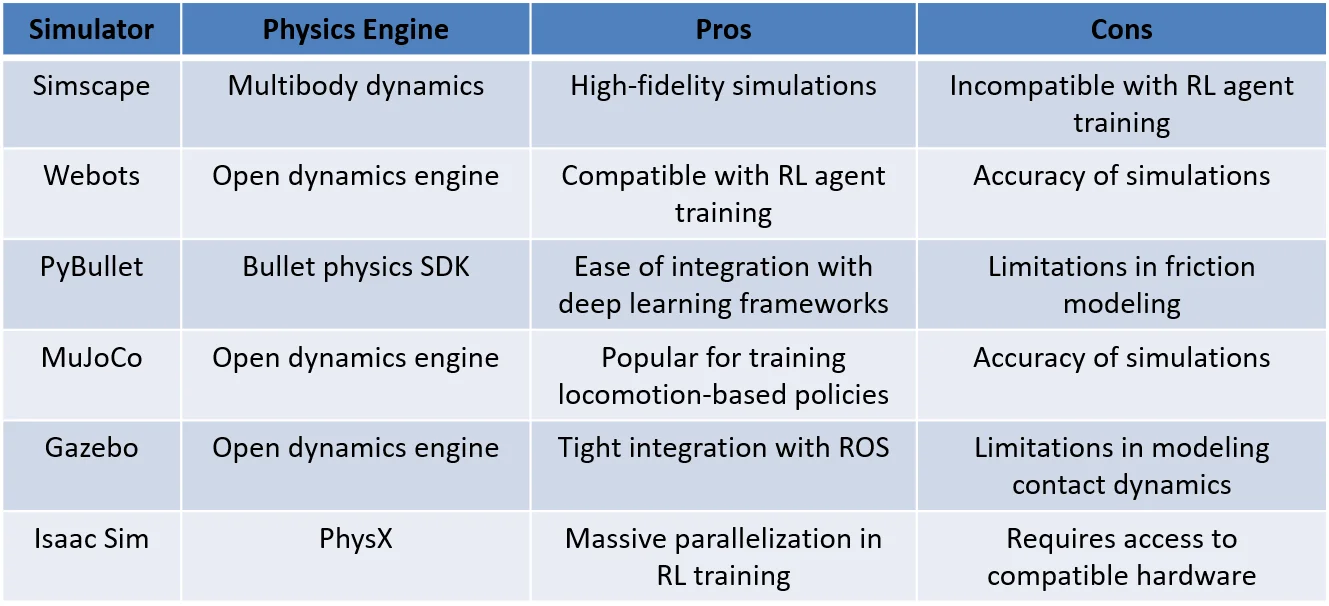 Simulator Physics Engine Pros Cons
Simscape Multibody dynamics High-fidelity simulations Incompatible with RL agent
training
Webots Open dynamics engine Compatible with RL agent
training Accuracy of simulations
PyBullet Bullet physics SDK Ease of integration with
deep learning frameworks Limitations in friction
modeling
MuJoCo Open dynamics engine Popular for training
locomotion-based policies Accuracy of simulations
Gazebo Open dynamics engine Tight integration with ROS Limitations in modeling
contact dynamics
Isaac Sim PhysX Massive parallelization in
RL training Requires access to
compatible hardware